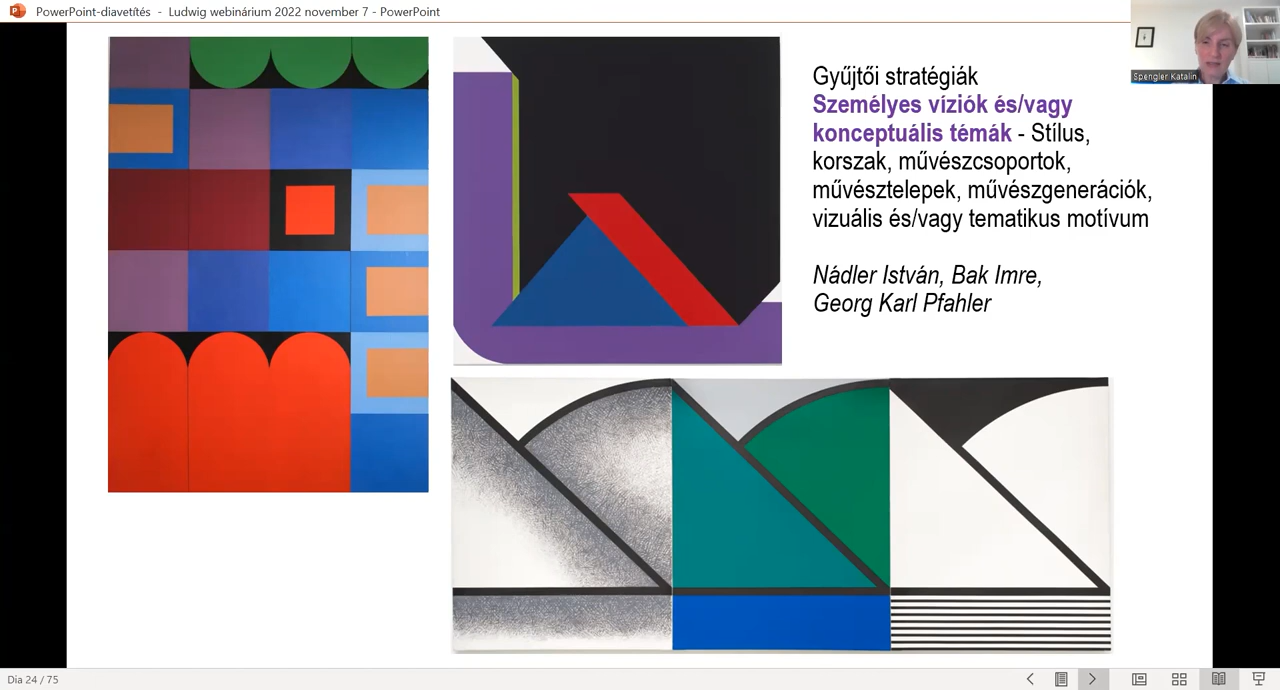 PowerPoint-diavetítés - Ludwig webinárium 2022 november 7 - PowerPoint
Spengler Katalin
Gyűjtői stratégiák
Személyes víziók és/vagy
konceptuális témák - Stílus,
korszak, művészcsoportok,
művésztelepek, művészgenerációk,
vizuális és/vagy tematikus motívum
Nádler István, Bak Imre,
Georg Karl Pfahler
Dia 24 / 75